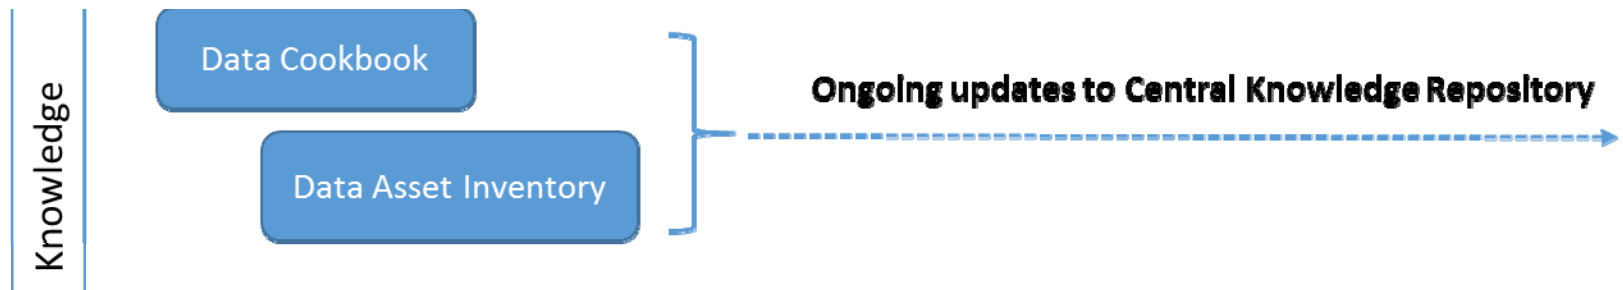 Knowledge
Data Cookbook
Data Asset Inventory
Ongoing updates to Central Knowledge Repository